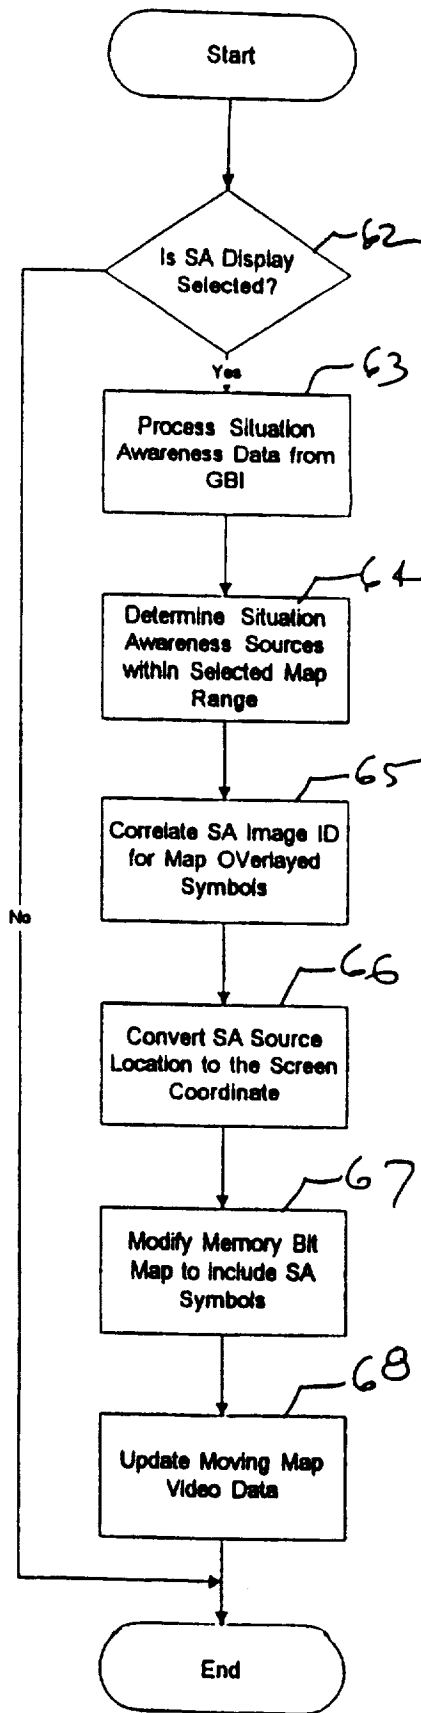 Start
62
Is SA Display
Selected?
Yes
63
Process Situation
Awareness Data from
GBI
64
Determine Situation
Awareness Sources
within Selected Map
Range
65
Correlate SA Image ID
for Map OVerlayed
Symbols
No
66
Convert SA Source
Location to the Screen
Coordinate
67
Modify Memory Bit
Map to include SA
Symbols
68
Update Moving Map
Video Data
End